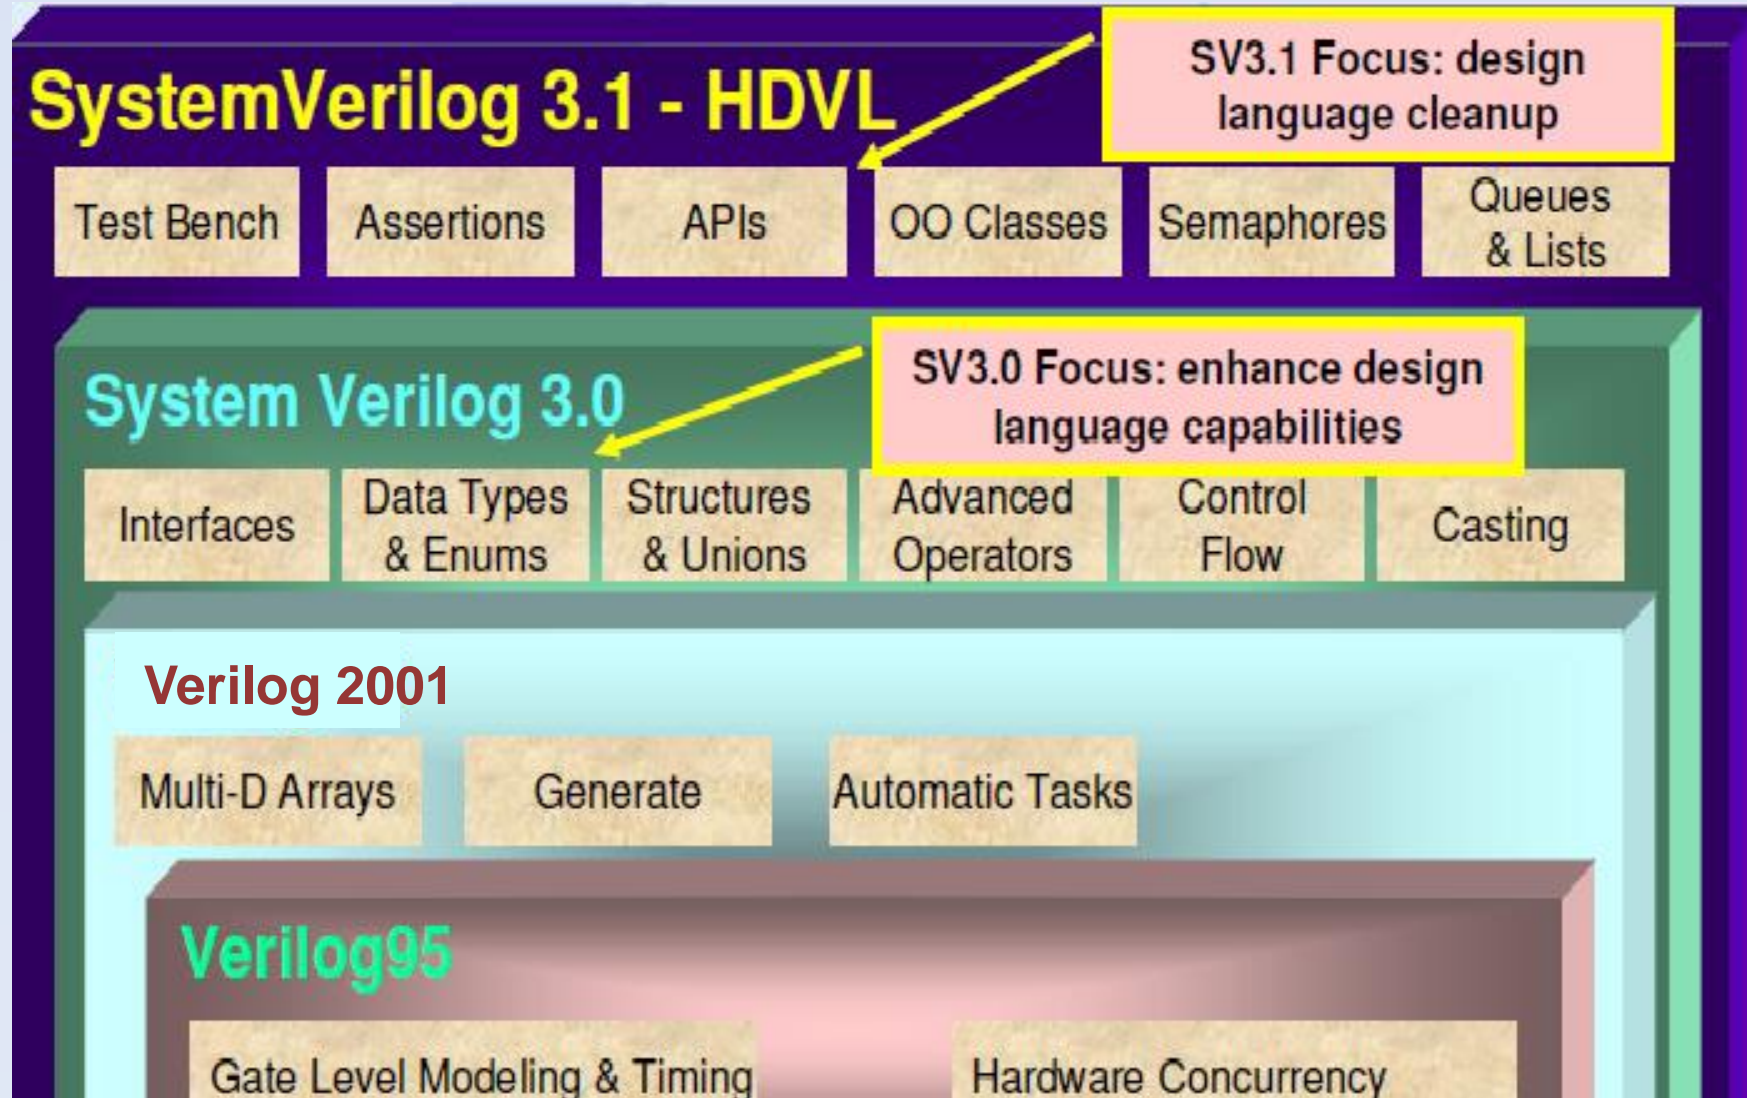 SV3.1 Focus: design
language cleanup
SystemVerilog 3.1 - HDVL
Test Bench
Assertions
APIs
OO Classes
Semaphores
Queues
& Lists
SV3.0 Focus: enhance design
language capabilities
System Verilog 3.0
Interfaces
Data Types
& Enums
Structures
& Unions
Advanced
Operators
Control
Flow
Casting
Verilog 2001
Multi-D Arrays
Generate
Automatic Tasks
Verilog95
Gate Level Modeling & Timing
Hardware Concurrency